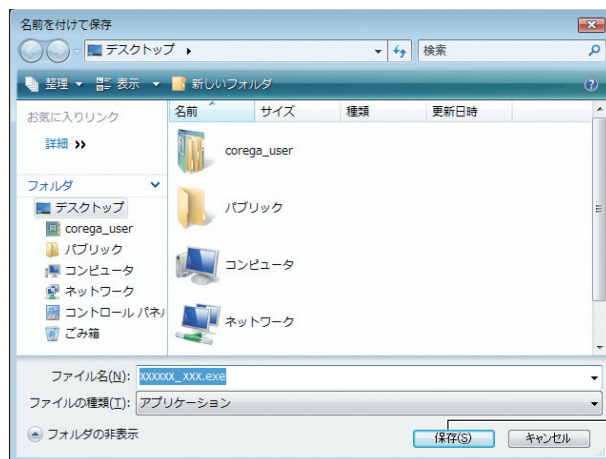 名前を付けて保存
デスクトップ
検索
整理 表示 新しいフォルダ
お気に入りリンク
詳細
フォルダ
デスクトップ
corega_user
パブリック
コンピュータ
ネットワーク
コントロール パネ
ごみ箱
名前 サイズ 種類 更新日時
corega_user
パブリック
コンピュータ
ネットワーク
ファイル名(N): xxxxxx_xxx.exe
ファイルの種類(T): アプリケーション
フォルダの非表示
保存(S) キャンセル